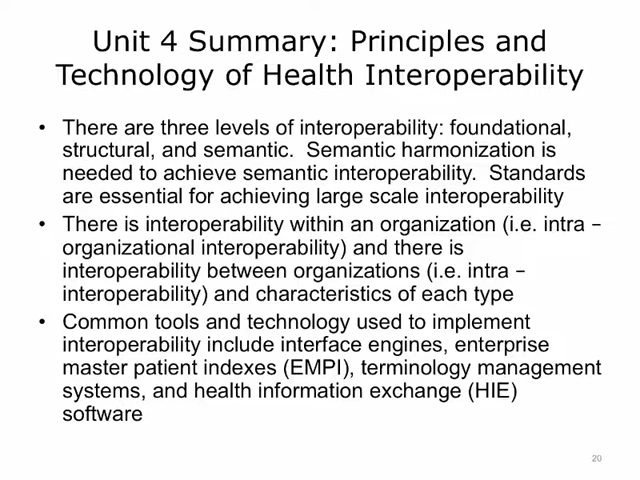 Unit 4 Summary: Principles and
Technology of Health Interoperability
• There are three levels of interoperability: foundational,
structural, and semantic. Semantic harmonization is
needed to achieve semantic interoperability. Standards
are essential for achieving large scale interoperability
• There is interoperability within an organization (i.e. intra –
organizational interoperability) and there is
interoperability between organizations (i.e. intra –
interoperability) and characteristics of each type
• Common tools and technology used to implement
interoperability include interface engines, enterprise
master patient indexes (EMPI), terminology management
systems, and health information exchange (HIE)
software
20